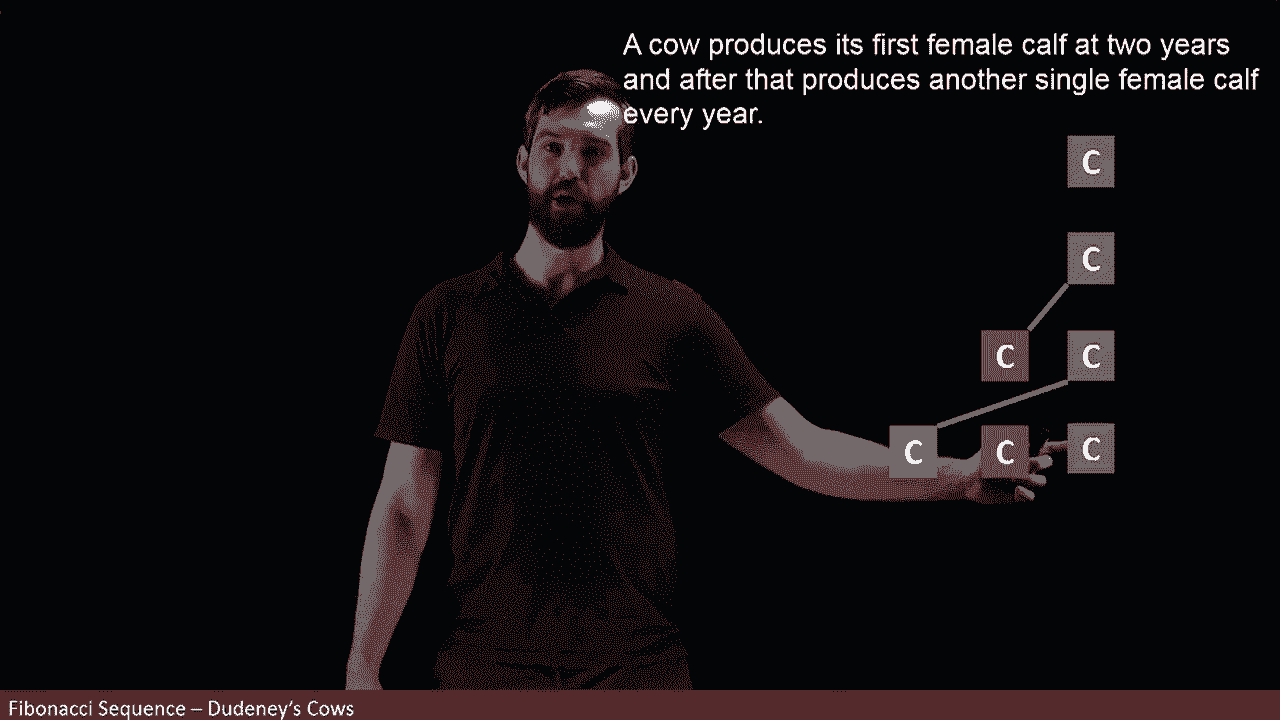 A cow produces its first female calf at two years
and after that produces another single female calf
every year.
C
C
C C
C C C
Fibonacci Sequence – Dudeney's Cows